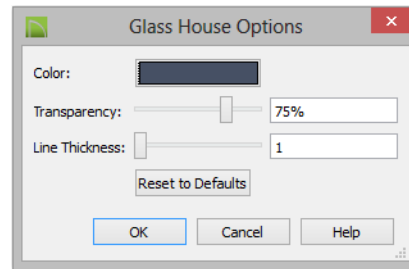 Glass House Options
Color:
Transparency: 75%
Line Thickness: 1
Reset to Defaults
OK Cancel Help